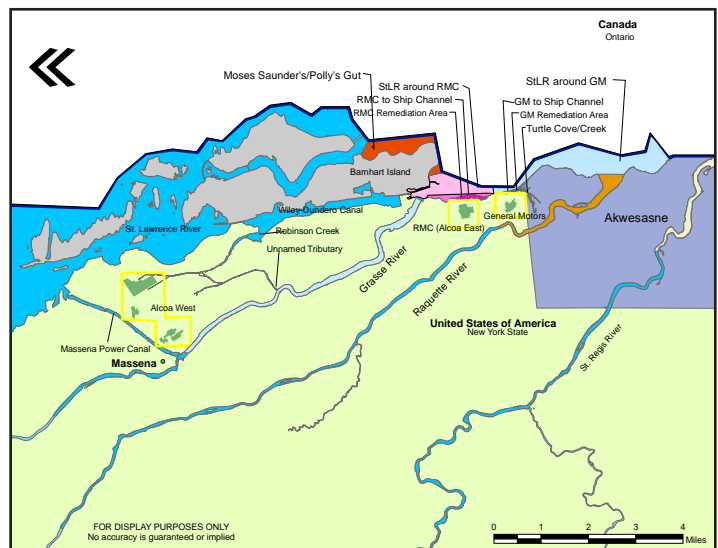 Canada
Ontario
Moses Saunder's/Polly's Gut
StLR around RMC
RMC to Ship Channel
RMC Remediation Area
StLR around GM
GM to Ship Channel
GM Remediation Area
Turtle Cove/Creek
Barnhart Island
Wiley-Dundero Canal
St. Lawrence River
Robinson Creek
Unnamed Tributary
General Motors
RMC (Alcoa East)
Akwesasne
Grasse River
Raquette River
Alcoa West
United States of America
New York State
St. Regis River
Massena Power Canal
Massena
FOR DISPLAY PURPOSES ONLY
No accuracy is guaranteed or implied
0 1 2 3 4
Miles